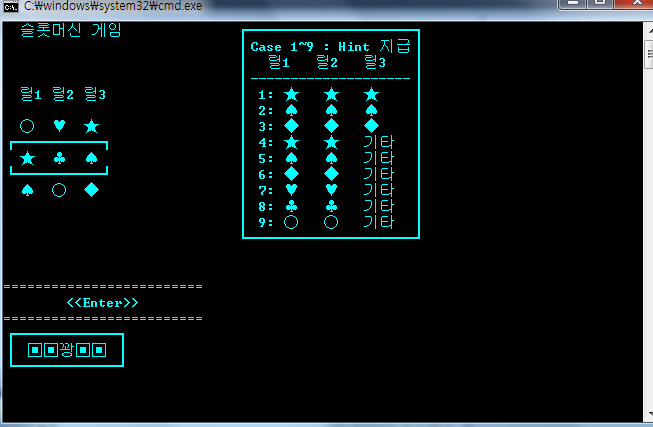 C:₩windows₩system32₩cmd.exe
슬롯머신 게임
릴1 릴2 릴3
○ ♥ ★
★ ♣ ♠
♠ ○ ◆
==========================
<<Enter>>
==========================
▣▣꽝▣▣
Case 1~9 : Hint 지급
릴1 릴2 릴3
--------------------
1: ★ ★ ★
2: ♠ ♠ ♠
3: ◆ ◆ ◆
4: ★ ★ 기타
5: ♠ ♠ 기타
6: ◆ ◆ 기타
7: ♥ ♥ 기타
8: ♣ ♣ 기타
9: ○ ○ 기타